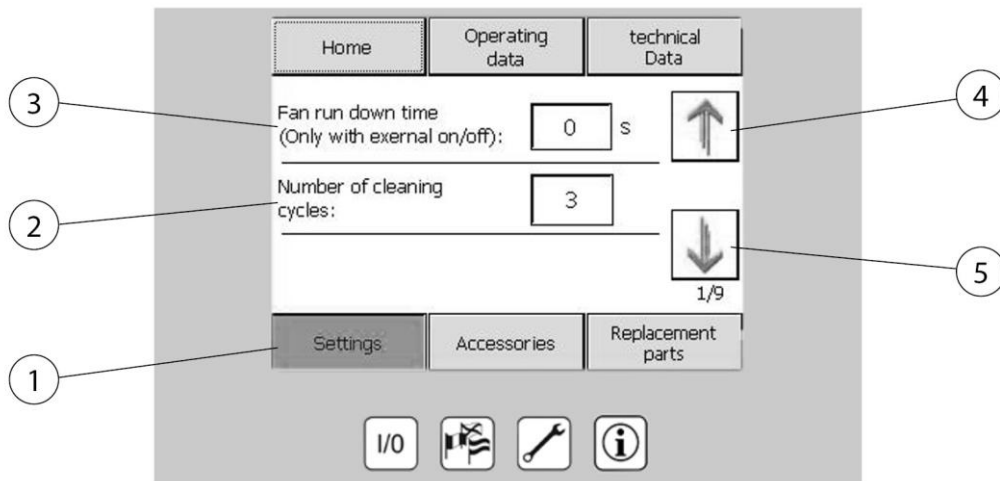 Home
Operating
data
technical
Data
3
Fan run down time
(Only with exernal on/off):
0
s
4
2
Number of cleaning
cycles:
3
5
1/9
1
Settings
Accessories
Replacement
parts
I/0
i